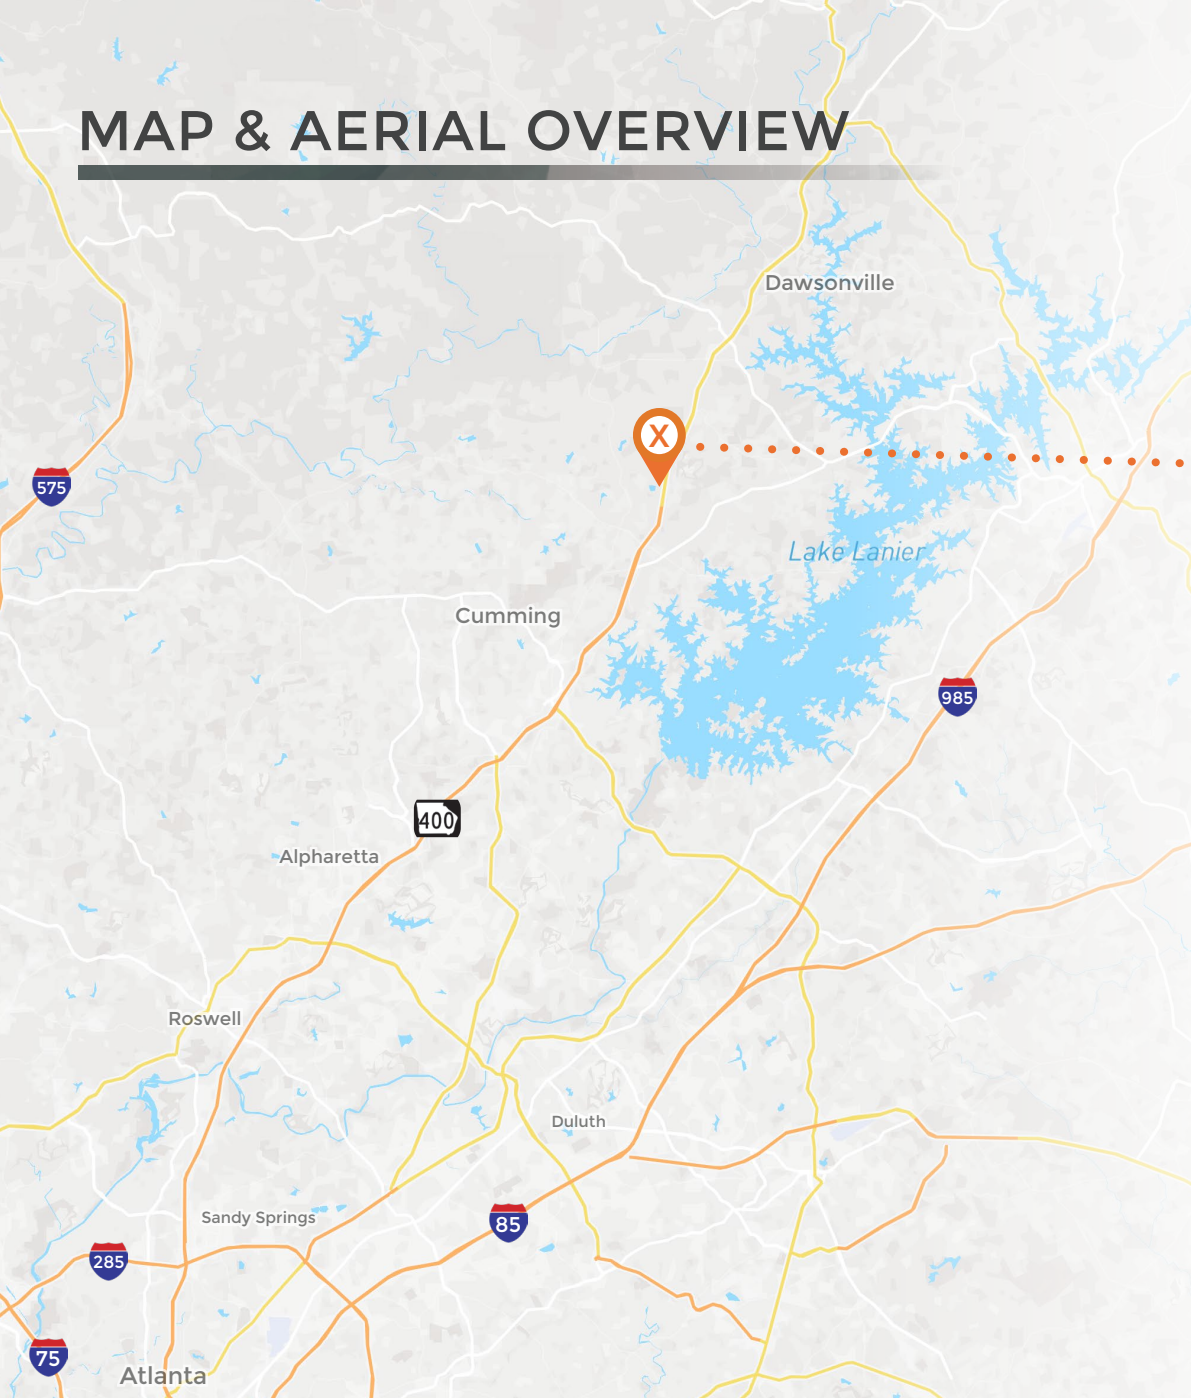 MAP & AERIAL OVERVIEW
Dawsonville
X
575
Lake Lanier
Cumming
985
400
Alpharetta
Roswell
Duluth
Sandy Springs
85
285
75
Atlanta